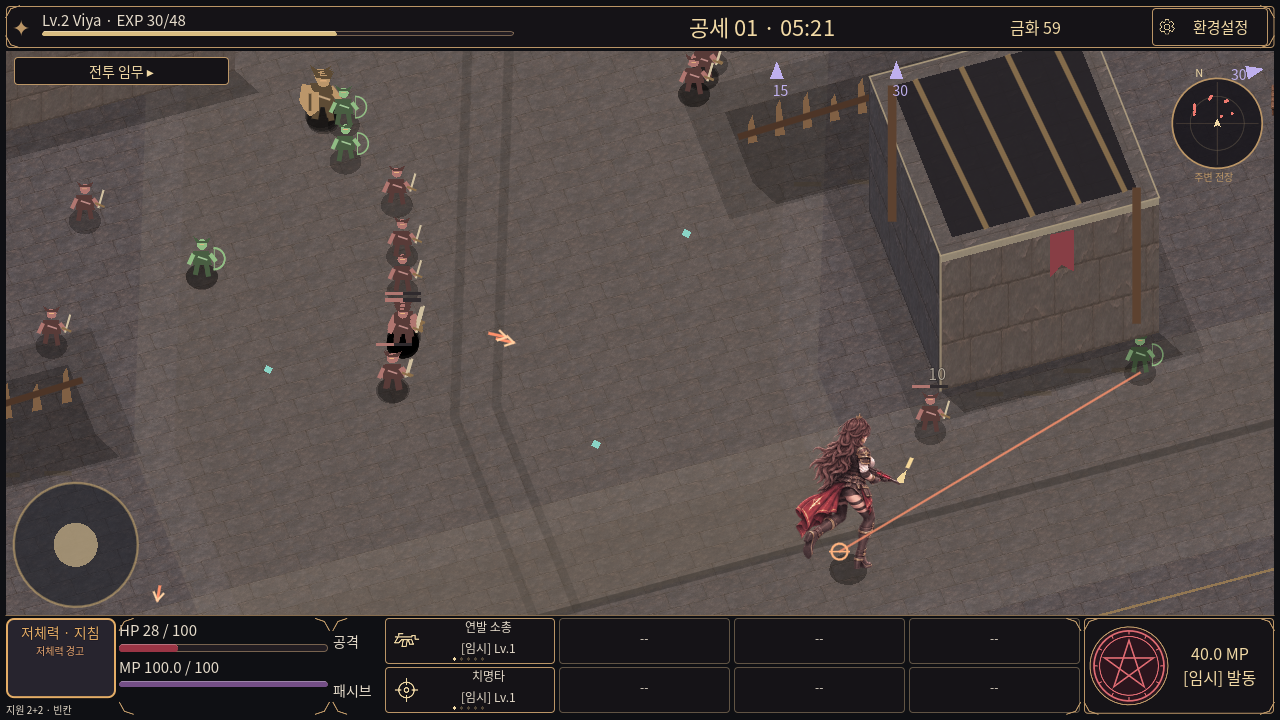 Lv.2 Viya · EXP 30/48
공세 01 · 05:21
금화 59
환경설정
전투 임무 ▸
15
30
N
30
주변 전장
10
저체력 · 지침
저체력 경고
지원 2+2 · 빈칸
HP 28 / 100
MP 100.0 / 100
공격
패시브
연발 소총
[임시] Lv.1
--
--
--
치명타
[임시] Lv.1
--
--
--
40.0 MP
[임시] 발동